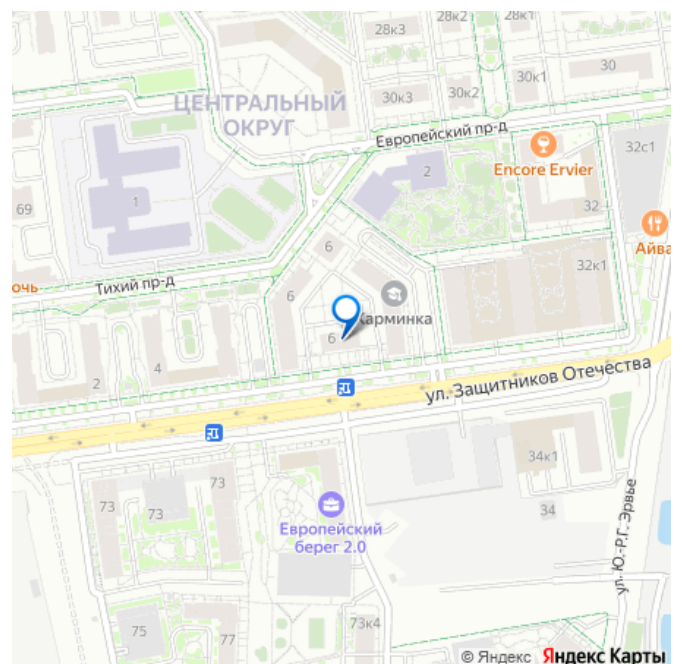 28к3
28к2
28к1
30к1
30
30к3
30к2
ЦЕНТРАЛЬНЫЙ
ОКРУГ
Европейский пр-д
Encore Ervier
32с1
2
1
69
32
6
Айва
32к1
Тихий пр-д
очь
6
Карминка
6
2
4
ул. Защитников Отечества
34к1
73
73
73
34
Европейский
берег 2.0
ул. Ю.-Р.Г. Эрвье
75
77
73к4
© Яндекс Яндекс Карты